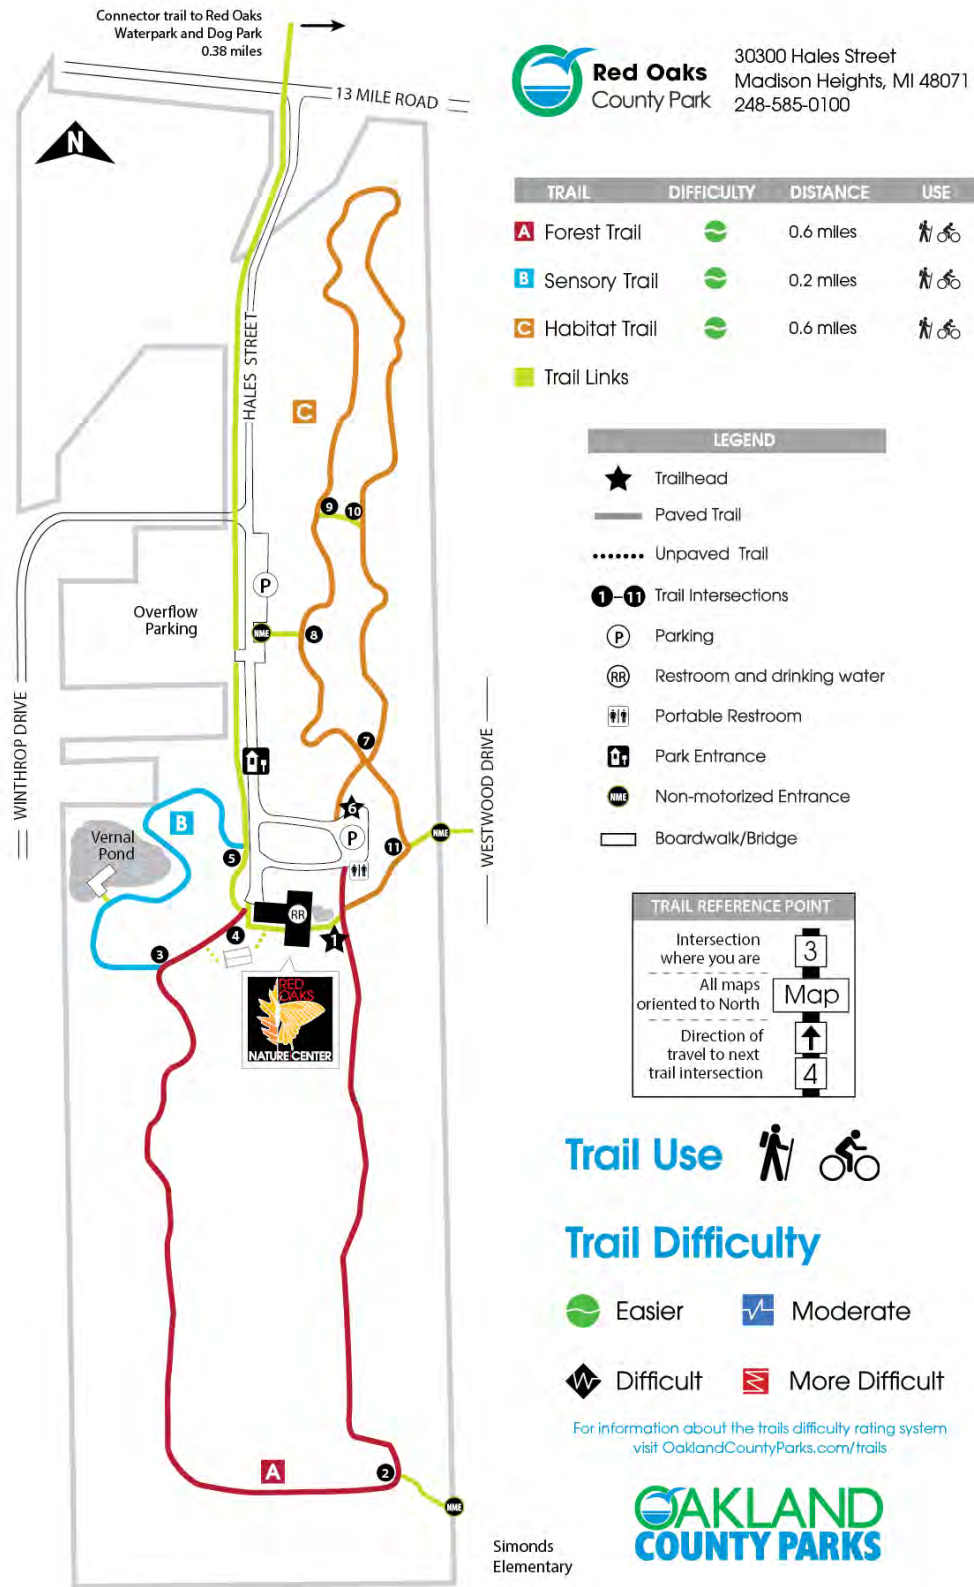 Connector trail to Red Oaks
Waterpark and Dog Park
0.38 miles
13 MILE ROAD
N
HALES STREET
C
9
10
P
Overflow
Parking
NME
8
WINTHROP DRIVE
7
WESTWOOD DRIVE
6
B
P
NME
Vernal
Pond
5
11
RR
4
1
3
RED
OAKS
NATURE CENTER
A
2
NME
Simonds
Elementary
Red Oaks
County Park
30300 Hales Street
Madison Heights, MI 48071
248-585-0100
TRAIL DIFFICULTY DISTANCE USE
A Forest Trail 0.6 miles
B Sensory Trail 0.2 miles
C Habitat Trail 0.6 miles
Trail Links
LEGEND
Trailhead
Paved Trail
Unpaved Trail
1–11 Trail Intersections
P Parking
RR Restroom and drinking water
Portable Restroom
Park Entrance
NME Non-motorized Entrance
Boardwalk/Bridge
TRAIL REFERENCE POINT
Intersection
where you are
3
All maps
oriented to North
Map
Direction of
travel to next
trail intersection
4
Trail Use
Trail Difficulty
Easier
Moderate
Difficult
More Difficult
For information about the trails difficulty rating system
visit OaklandCountyParks.com/trails
OAKLAND
COUNTY PARKS